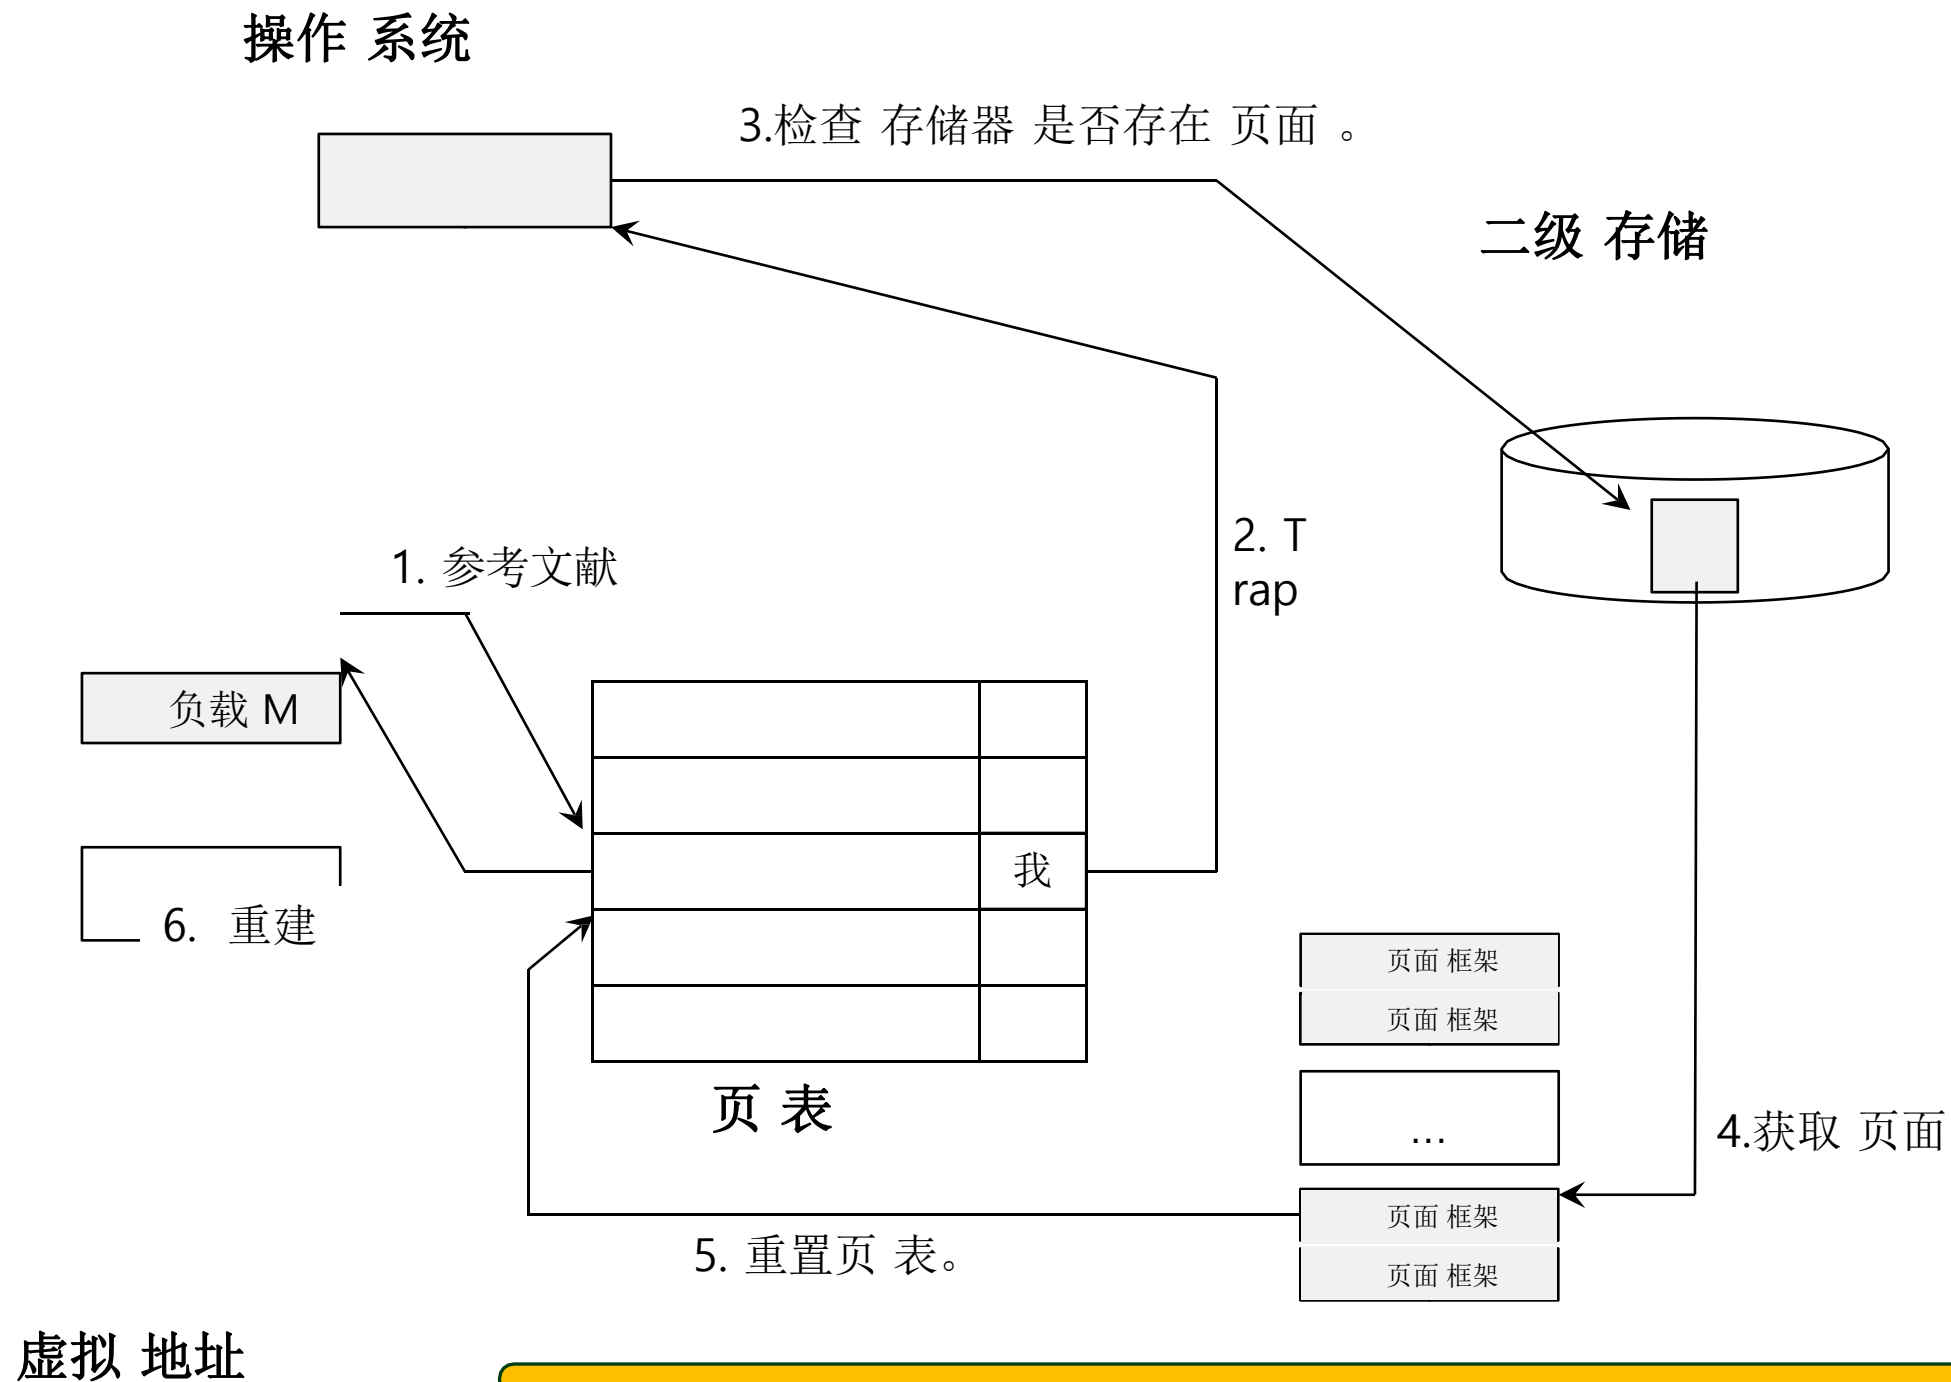 操作 系统
3.检查 存储器 是否存在 页面 。
二级 存储
2. T
rap
1. 参考文献
负载 M
我
6. 重建
页面 框架
页面 框架
页 表
...
4.获取 页面
页面 框架
5. 重置页 表。
页面 框架
虚拟 地址